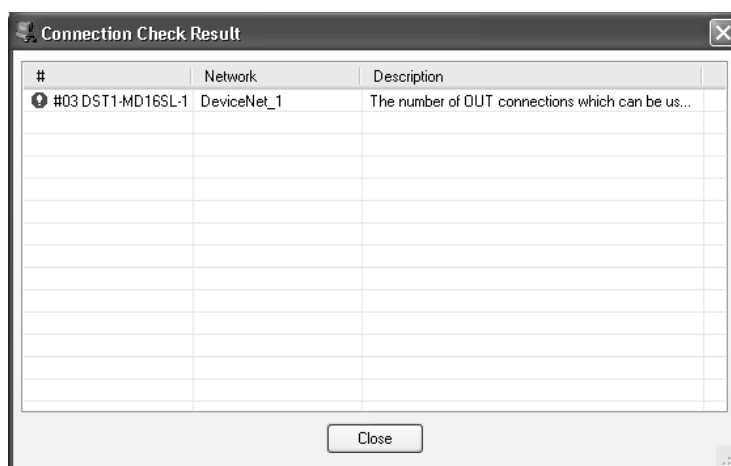 Connection Check Result
# Network Description
#03 DST1-MD16SL-1 DeviceNet_1 The number of OUT connections which can be us...
Close